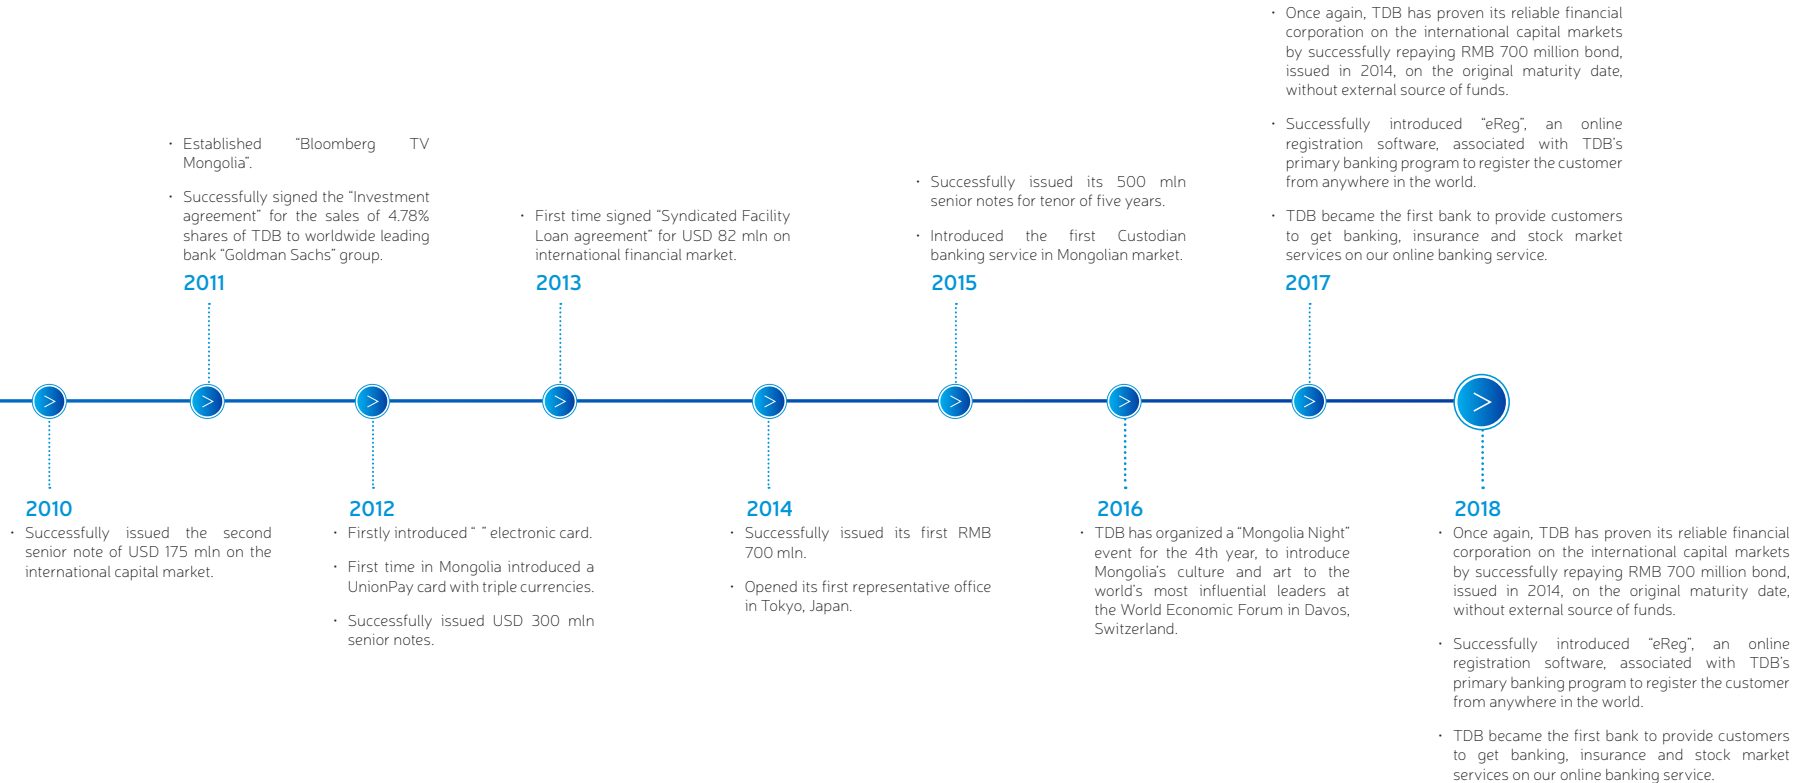 · Once again, TDB has proven its reliable financial
corporation on the international capital markets
by successfully repaying RMB 700 million bond,
issued in 2014, on the original maturity date,
without external source of funds.
· Successfully introduced “eReg”, an online
registration software, associated with TDB’s
primary banking program to register the customer
from anywhere in the world.
· TDB became the first bank to provide customers
to get banking, insurance and stock market
services on our online banking service.
2017
· Established “Bloomberg TV
Mongolia”.
· Successfully signed the “Investment
agreement” for the sales of 4.78%
shares of TDB to worldwide leading
bank “Goldman Sachs” group.
2011
· First time signed “Syndicated Facility
Loan agreement” for USD 82 mln on
international financial market.
2013
· Successfully issued its 500 mln
senior notes for tenor of five years.
· Introduced the first Custodian
banking service in Mongolian market.
2015
2010
· Successfully issued the second
senior note of USD 175 mln on the
international capital market.
2012
· Firstly introduced “ ” electronic card.
· First time in Mongolia introduced a
UnionPay card with triple currencies.
· Successfully issued USD 300 mln
senior notes.
2014
· Successfully issued its first RMB
700 mln.
· Opened its first representative office
in Tokyo, Japan.
2016
· TDB has organized a “Mongolia Night”
event for the 4th year, to introduce
Mongolia’s culture and art to the
world’s most influential leaders at
the World Economic Forum in Davos,
Switzerland.
2018
· Once again, TDB has proven its reliable financial
corporation on the international capital markets
by successfully repaying RMB 700 million bond,
issued in 2014, on the original maturity date,
without external source of funds.
· Successfully introduced “eReg”, an online
registration software, associated with TDB’s
primary banking program to register the customer
from anywhere in the world.
· TDB became the first bank to provide customers
to get banking, insurance and stock market
services on our online banking service.